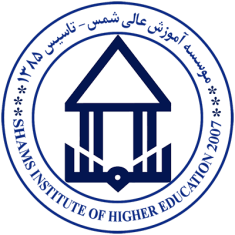 موسسه آموزش عالی شمس - تاسیس ۱۳۸۵
SHAMS INSTITUTE OF HIGHER EDUCATION 2007